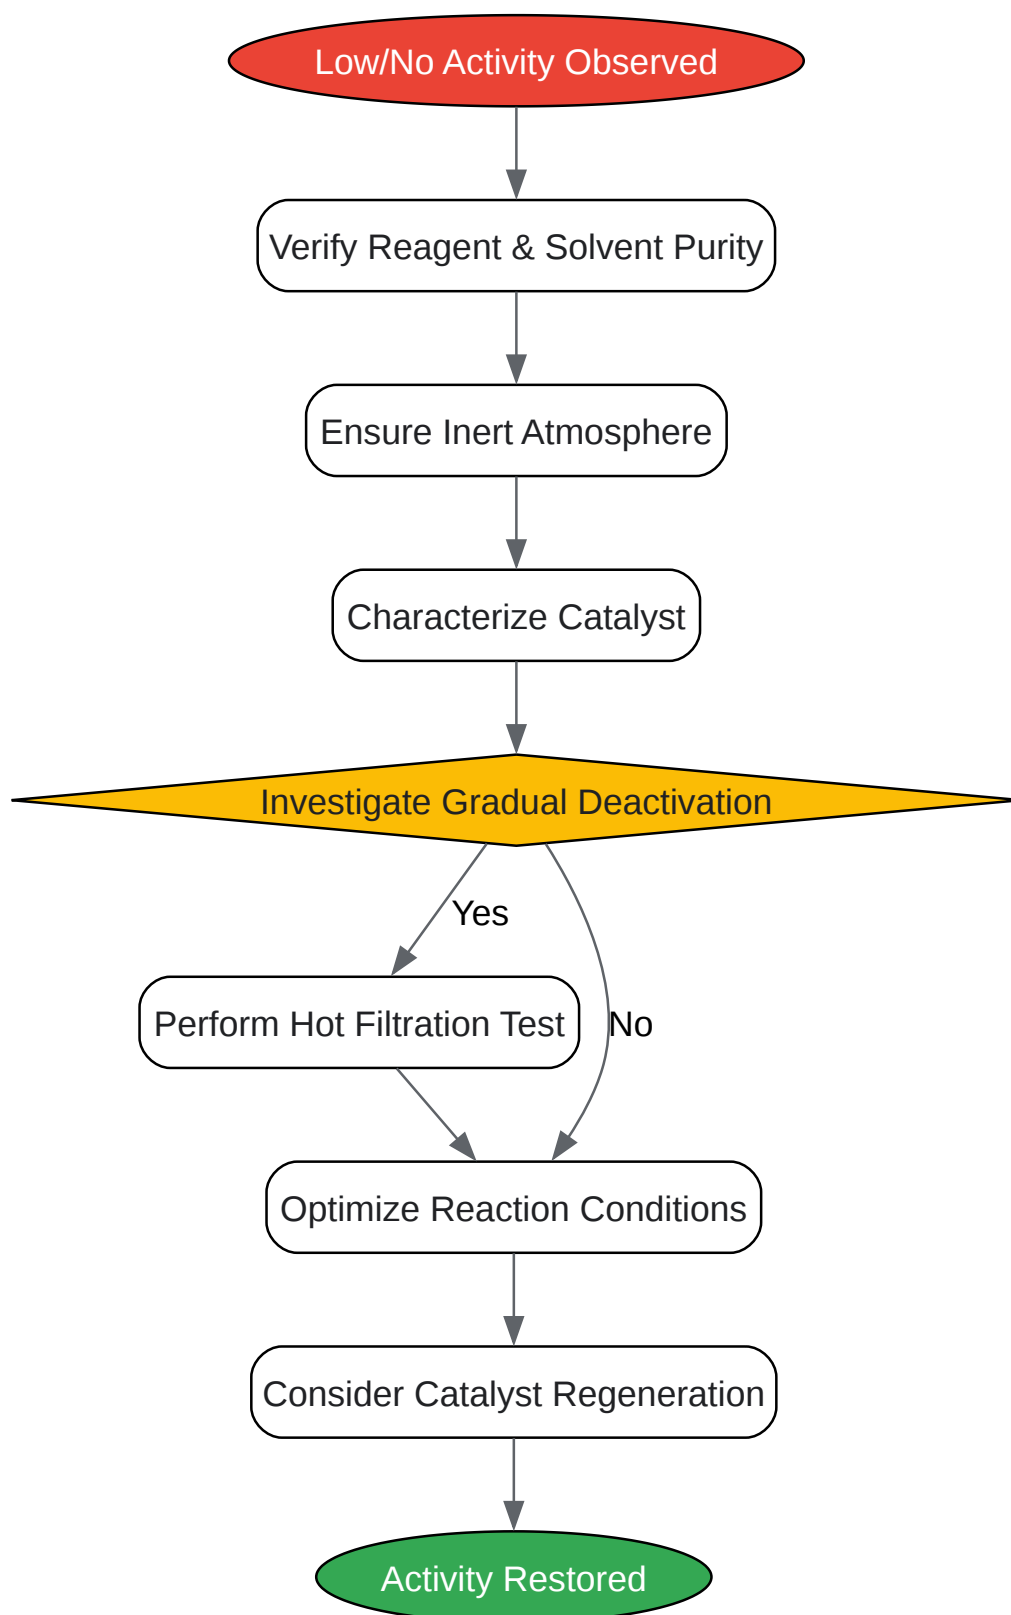 Low/No Activity Observed
Verify Reagent & Solvent Purity
Ensure Inert Atmosphere
Characterize Catalyst
Investigate Gradual Deactivation
Yes
Perform Hot Filtration Test
No
Optimize Reaction Conditions
Consider Catalyst Regeneration
Activity Restored